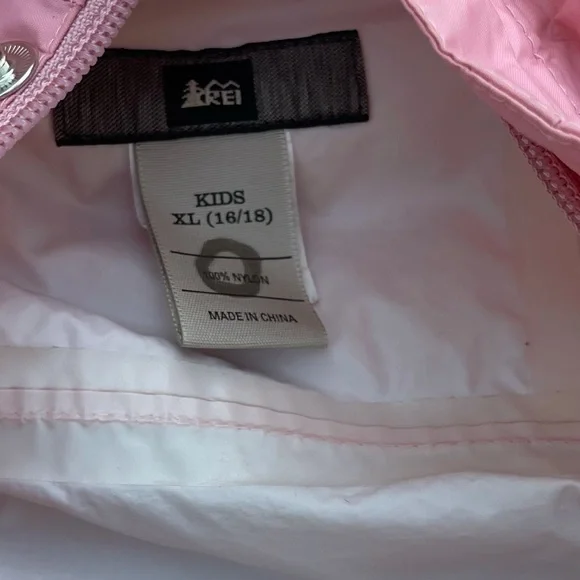 REI
KIDS
XL (16/18)
100% NYLON
MADE IN CHINA